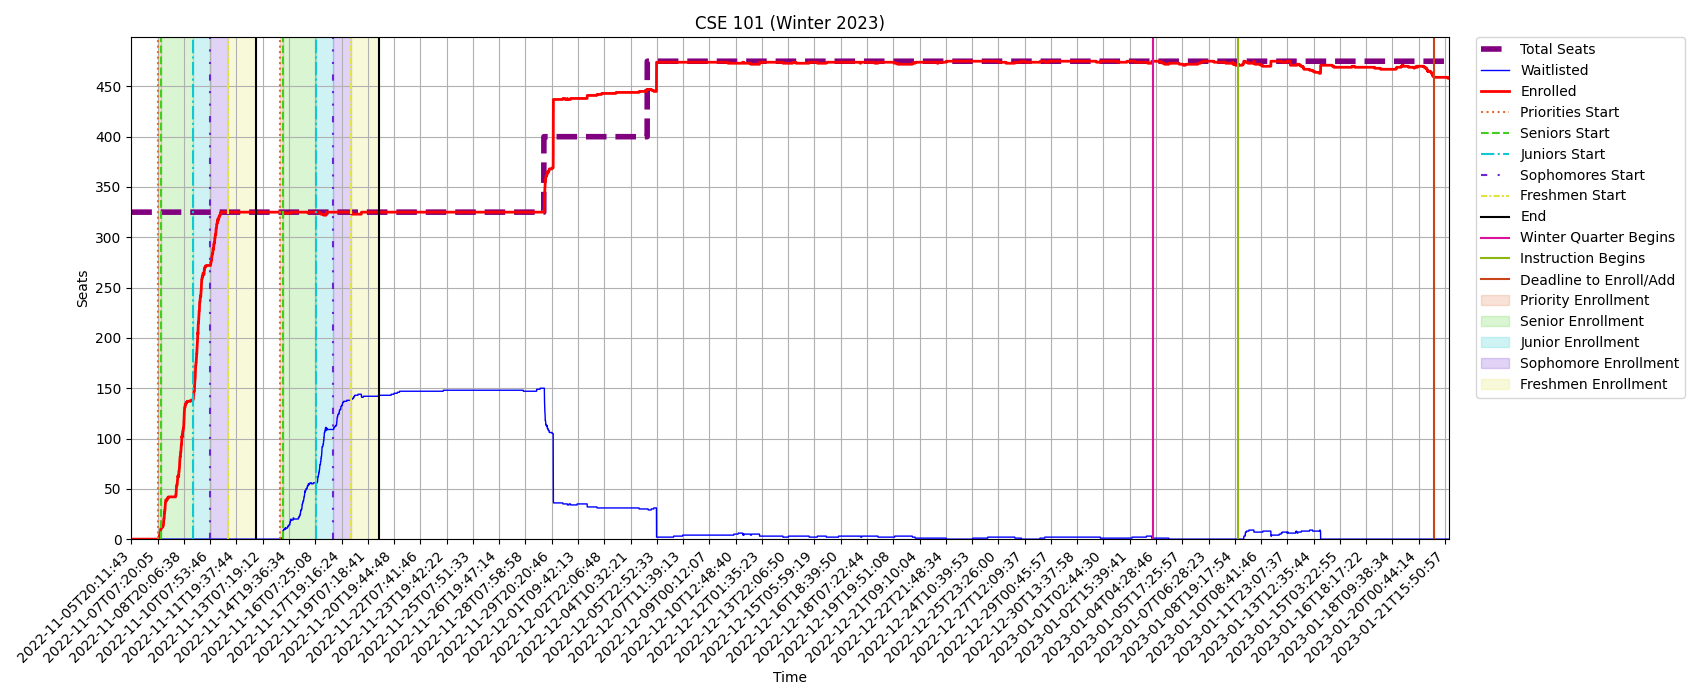 CSE 101 (Winter 2023)
Seats
450
400
350
300
250
200
150
100
50
0
2022-11-05T20:11:43
2022-11-07T07:20:05
2022-11-08T20:06:38
2022-11-10T07:53:46
2022-11-11T19:37:44
2022-11-13T07:19:12
2022-11-14T19:36:34
2022-11-16T07:25:08
2022-11-17T19:16:24
2022-11-19T07:18:41
2022-11-20T19:44:48
2022-11-22T07:41:46
2022-11-23T19:42:22
2022-11-25T07:51:33
2022-11-26T19:47:14
2022-11-28T07:58:58
2022-11-29T20:20:46
2022-12-01T09:42:13
2022-12-02T22:06:48
2022-12-04T10:32:21
2022-12-05T22:52:33
2022-12-07T11:39:13
2022-12-09T00:12:07
2022-12-10T12:48:40
2022-12-12T01:35:23
2022-12-13T22:06:50
2022-12-15T05:59:19
2022-12-16T18:39:50
2022-12-18T07:22:44
2022-12-19T19:51:08
2022-12-21T09:10:04
2022-12-22T21:48:34
2022-12-24T10:39:53
2022-12-25T23:26:00
2022-12-27T12:09:37
2022-12-29T00:45:57
2022-12-30T13:37:58
2023-01-01T02:44:30
2023-01-02T15:39:41
2023-01-04T04:28:46
2023-01-05T17:25:57
2023-01-07T06:28:23
2023-01-08T19:17:54
2023-01-10T08:41:46
2023-01-11T23:07:37
2023-01-13T12:35:44
2023-01-15T03:22:55
2023-01-16T18:17:22
2023-01-18T09:38:34
2023-01-20T00:44:14
2023-01-21T15:50:57
Time
Total Seats
Waitlisted
Enrolled
Priorities Start
Seniors Start
Juniors Start
Sophomores Start
Freshmen Start
End
Winter Quarter Begins
Instruction Begins
Deadline to Enroll/Add
Priority Enrollment
Senior Enrollment
Junior Enrollment
Sophomore Enrollment
Freshmen Enrollment